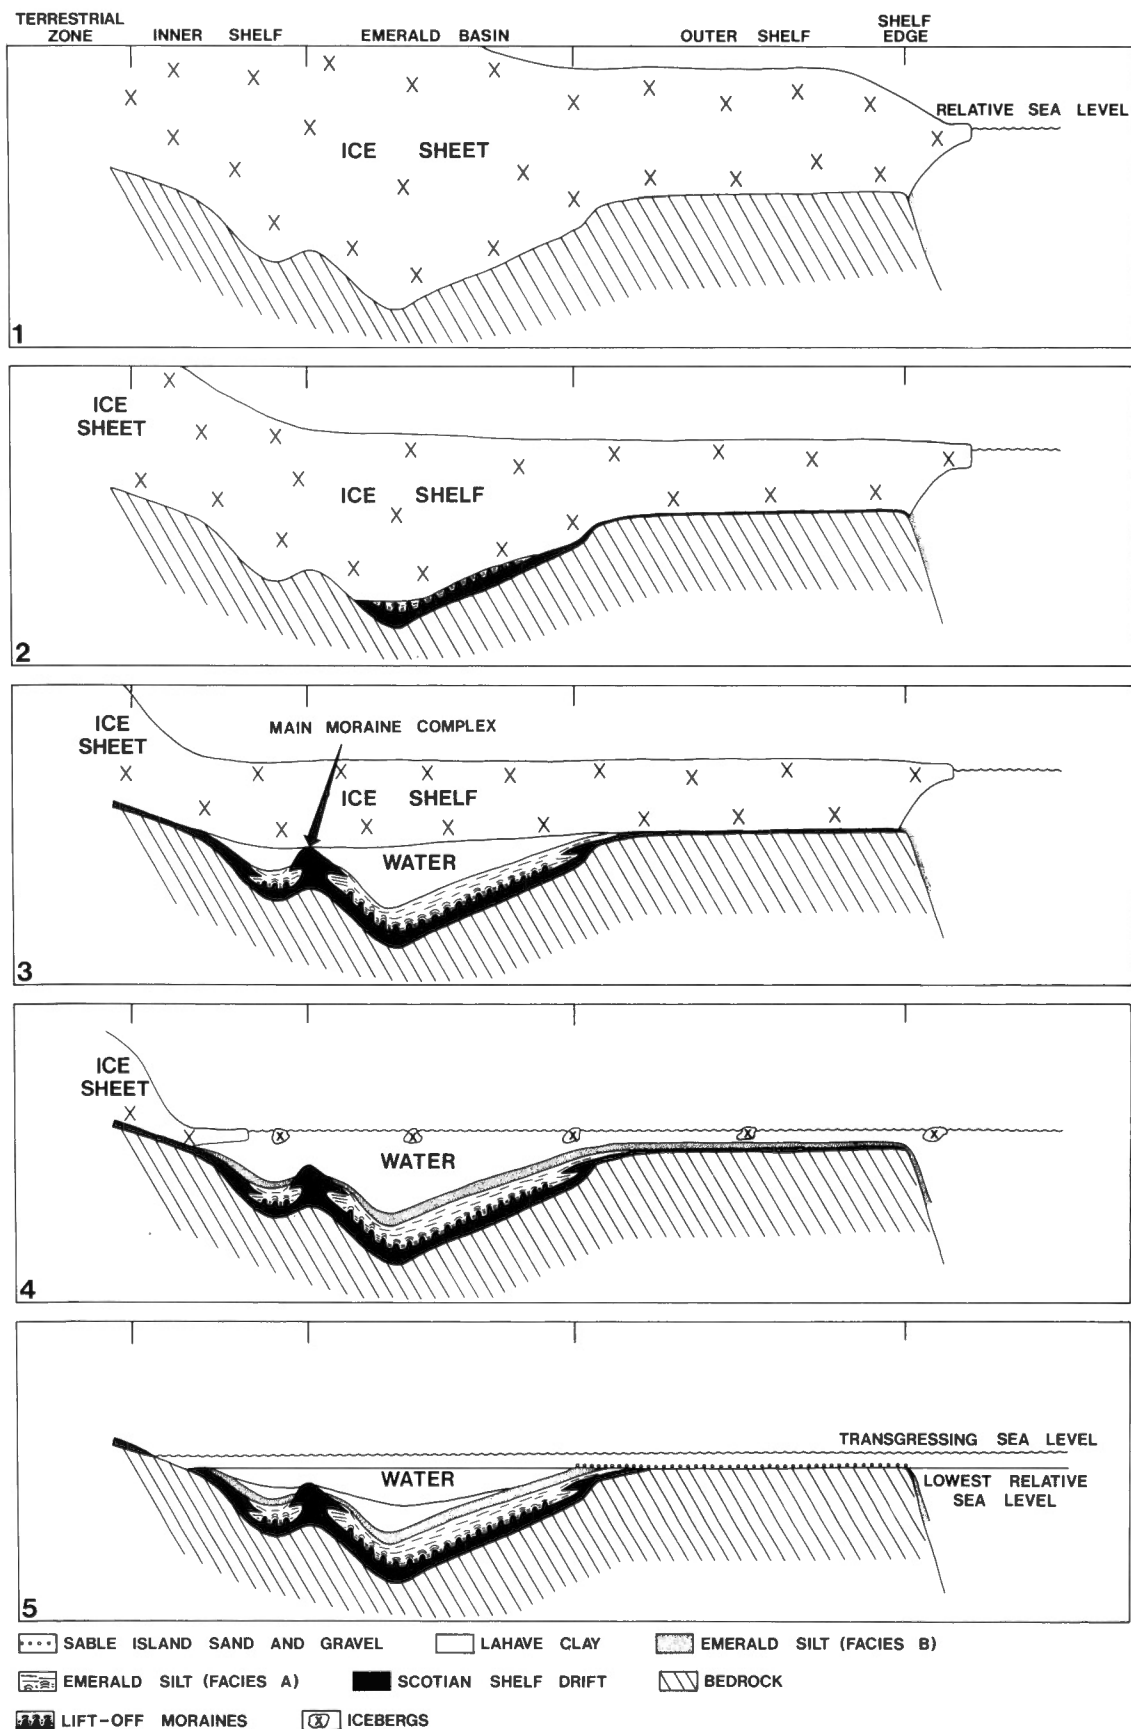 TERRESTRIAL ZONE
INNER SHELF
EMERALD BASIN
OUTER SHELF
SHELF EDGE
RELATIVE SEA LEVEL
ICE SHEET
1
ICE SHEET
ICE SHELF
2
ICE SHEET
MAIN MORAINE COMPLEX
ICE SHELF
WATER
3
ICE SHEET
WATER
4
TRANSGRESSING SEA LEVEL
WATER
LOWEST RELATIVE SEA LEVEL
5
SABLE ISLAND SAND AND GRAVEL
LAHAVE CLAY
EMERALD SILT (FACIES B)
EMERALD SILT (FACIES A)
SCOTIAN SHELF DRIFT
BEDROCK
LIFT-OFF MORAINES
ICEBERGS